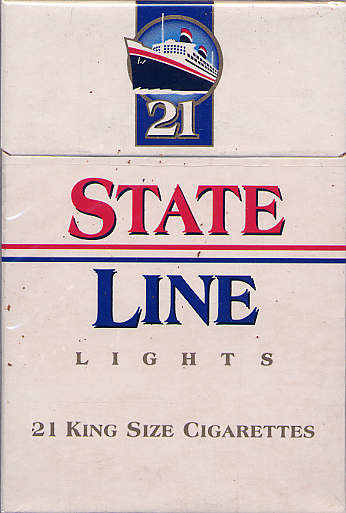 21
STATE
LINE
LIGHTS
21 KING SIZE CIGARETTES